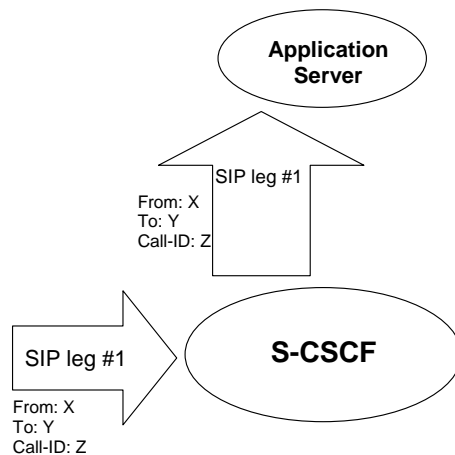 Application
Server
SIP leg #1
From: X
To: Y
Call-ID: Z
S-CSCF
SIP leg #1
From: X
To: Y
Call-ID: Z